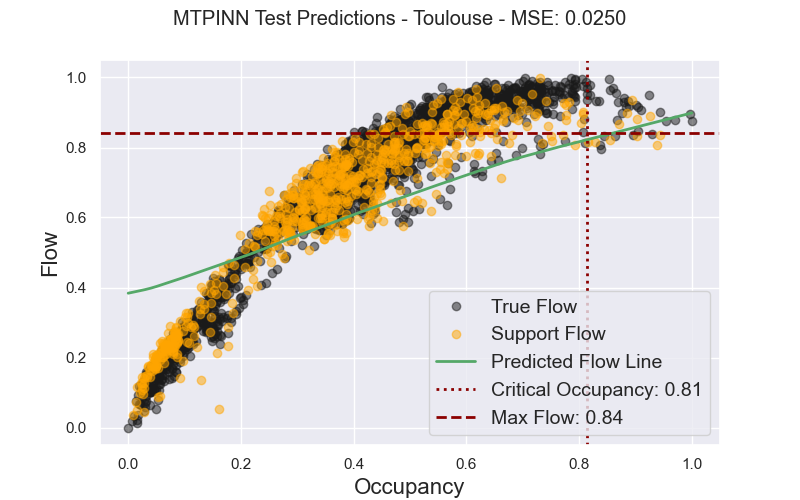 MTPINN Test Predictions - Toulouse - MSE: 0.0250
1.0
0.8
0.6
0.4
0.2
0.0
Flow
True Flow
Support Flow
Predicted Flow Line
Critical Occupancy: 0.81
Max Flow: 0.84
0.0 0.2 0.4 0.6 0.8 1.0
Occupancy